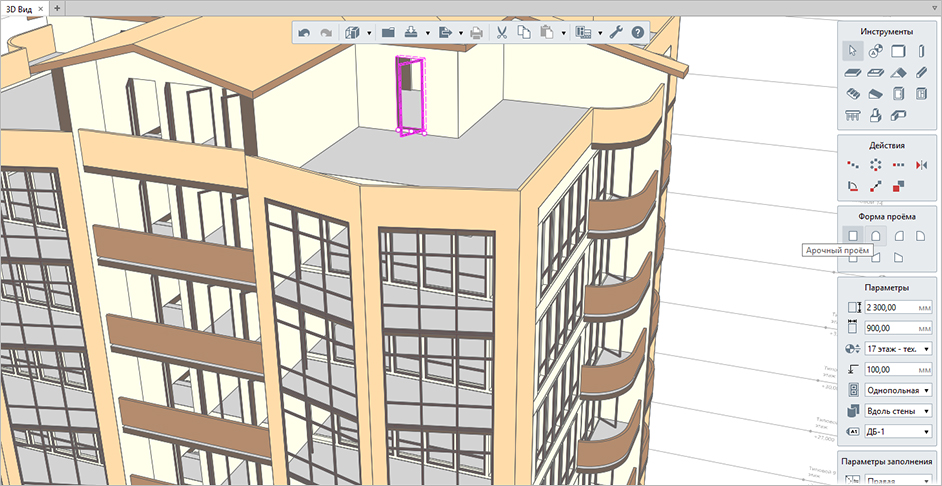 3D Вид
Инструменты
Действия
Форма проёма
Арочный проём
Параметры
2 300,00 мм
900,00 мм
17 этаж - тех.
100,00 мм
Однопольная
Вдоль стены
A1 ДБ-1
Параметры заполнения
Правая